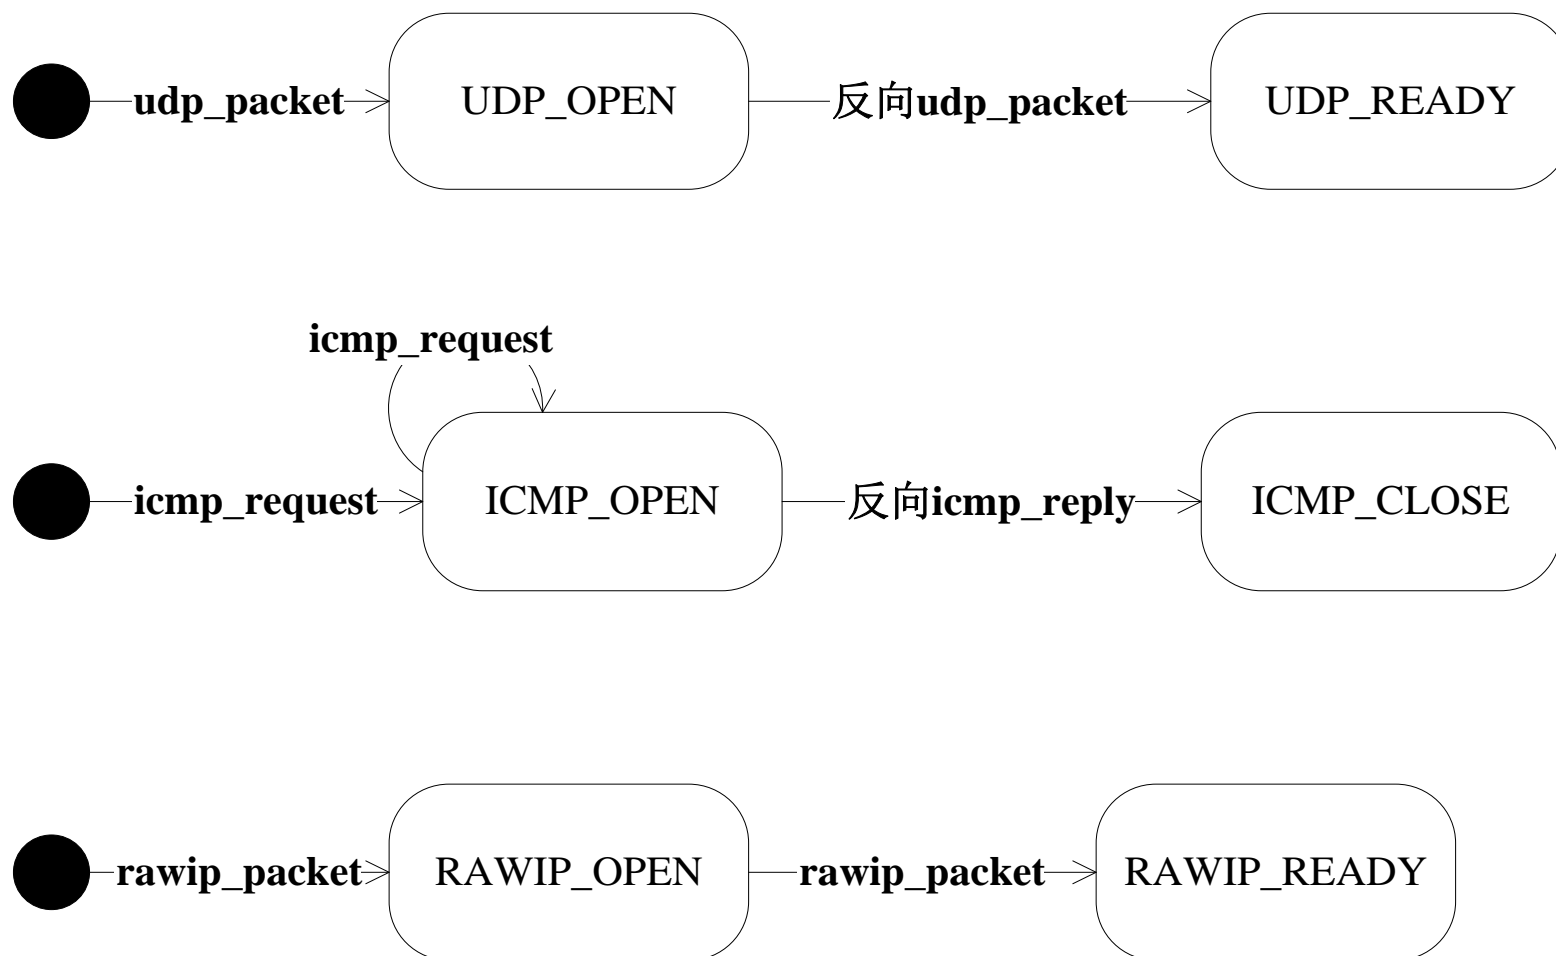 udp_packet UDP_OPEN 反向udp_packet UDP_READY
icmp_request
icmp_request ICMP_OPEN 反向icmp_reply ICMP_CLOSE
rawip_packet RAWIP_OPEN rawip_packet RAWIP_READY